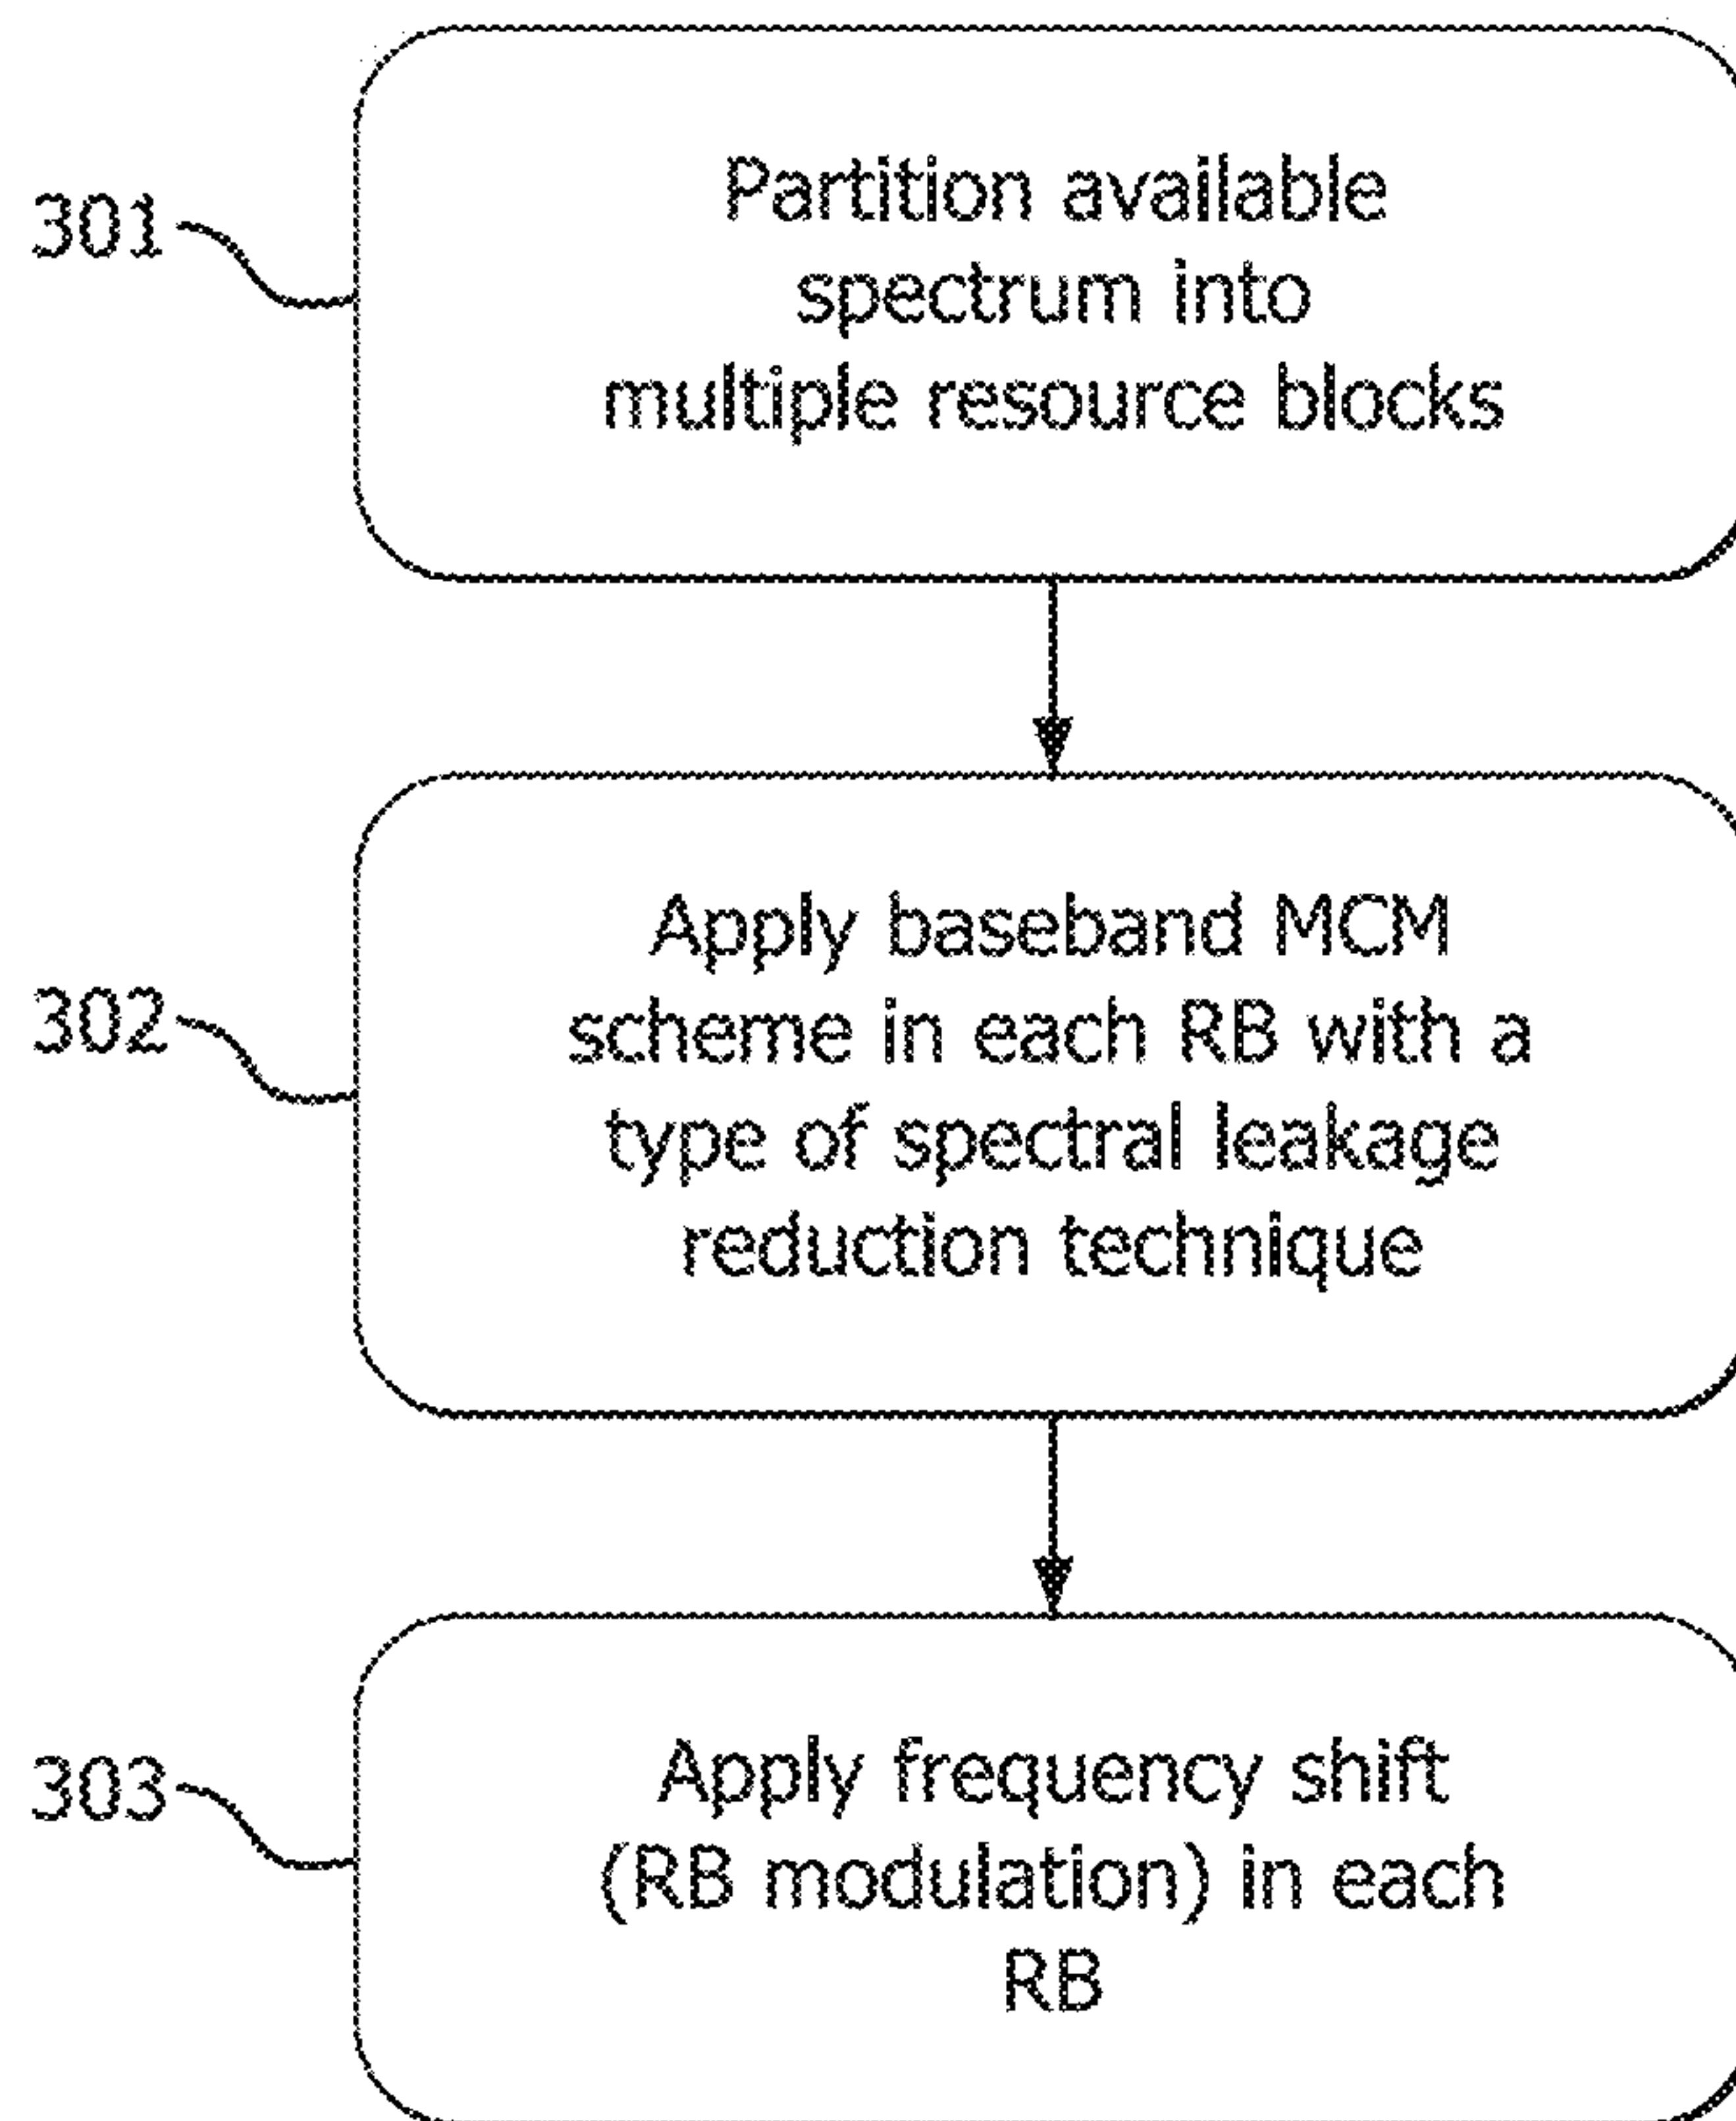 301
Partition available
spectrum into
multiple resource blocks
302
Apply baseband MCM
scheme in each RB with a
type of spectral leakage
reduction technique
303
Apply frequency shift
(RB modulation) in each
RB